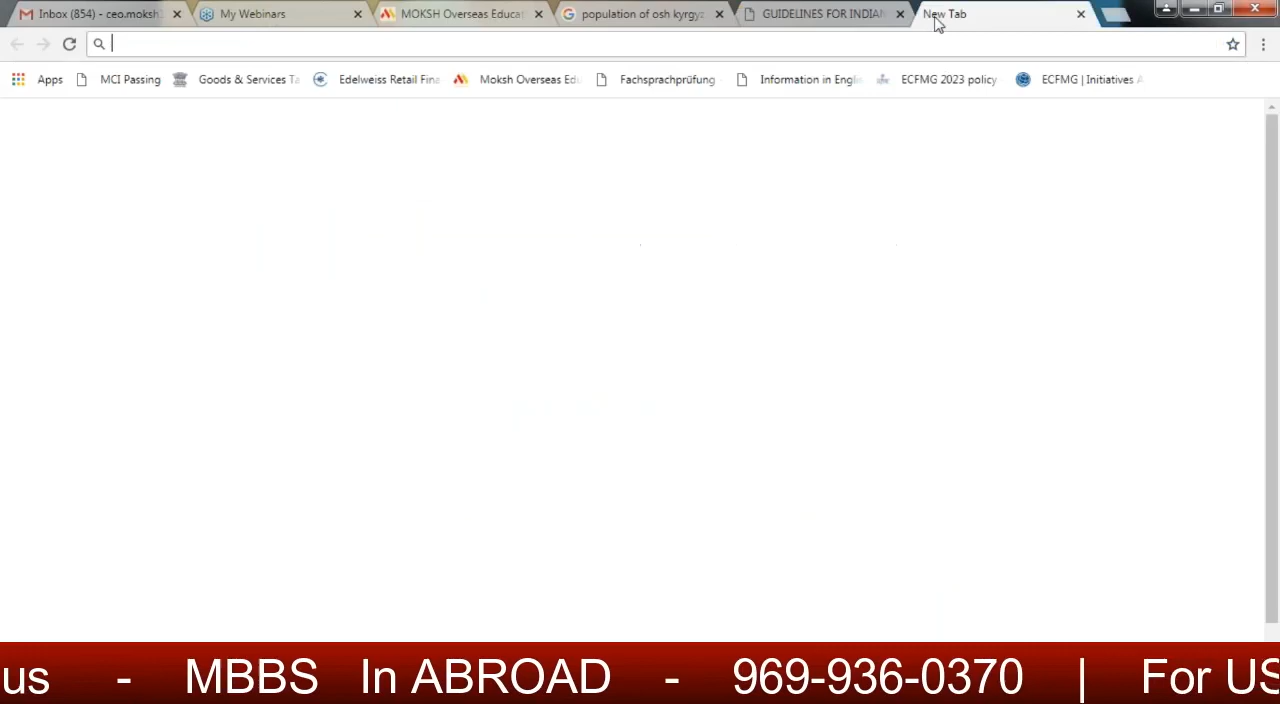 Inbox (854) - ceo.moksh
My Webinars
MOKSH Overseas Educat
population of osh kyrgyz
GUIDELINES FOR INDIAN
New Tab
Apps
MCI Passing
Goods & Services Ta
Edelweiss Retail Fina
Moksh Overseas Edu
Fachsprachprüfung
Information in Engli
ECFMG 2023 policy
ECFMG | Initiatives A
us - MBBS In ABROAD - 969-936-0370 | For US